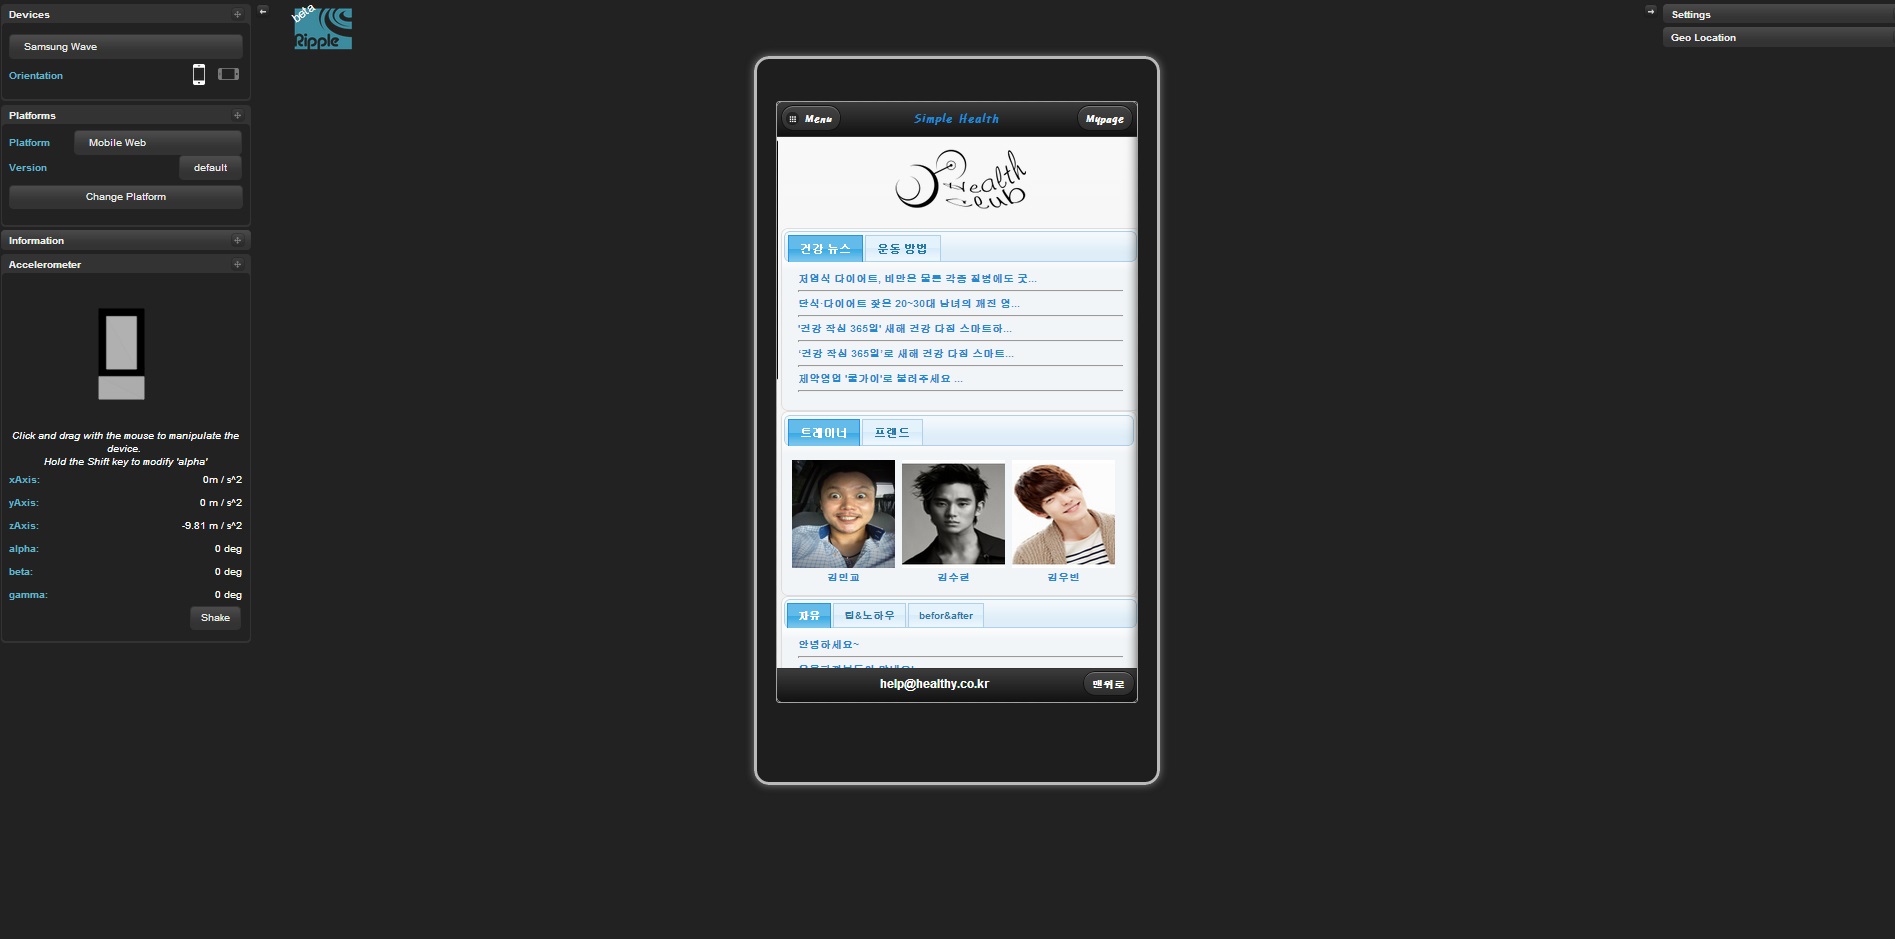 Devices
Samsung Wave
Orientation
Platforms
Platform Mobile Web
Version default
Change Platform
Information
Accelerometer
Click and drag with the mouse to manipulate the
device.
Hold the Shift key to modify 'alpha'
xAxis: 0m / s^2
yAxis: 0 m / s^2
zAxis: -9.81 m / s^2
alpha: 0 deg
beta: 0 deg
gamma: 0 deg
Shake
beta
Ripple
Menu Simple Health Mypage
Health
Club
건강 뉴스 운동 방법
저염식 다이어트, 비만은 물론 각종 질병에도 굿...
단식·다이어트 잦은 20~30대 남녀의 객진 염...
'건강 작심 365일' 새해 건강 다짐 스마트하...
‘건강 작심 365일’로 새해 건강 다짐 스마트...
제약영업 '쿨가이'로 불러주세요 ...
트레이너 프랜드
김민교 김수현 김우빈
자유 팁&노하우 befor&after
안녕하세요~
help@healthy.co.kr 맨위로
Settings
Geo Location